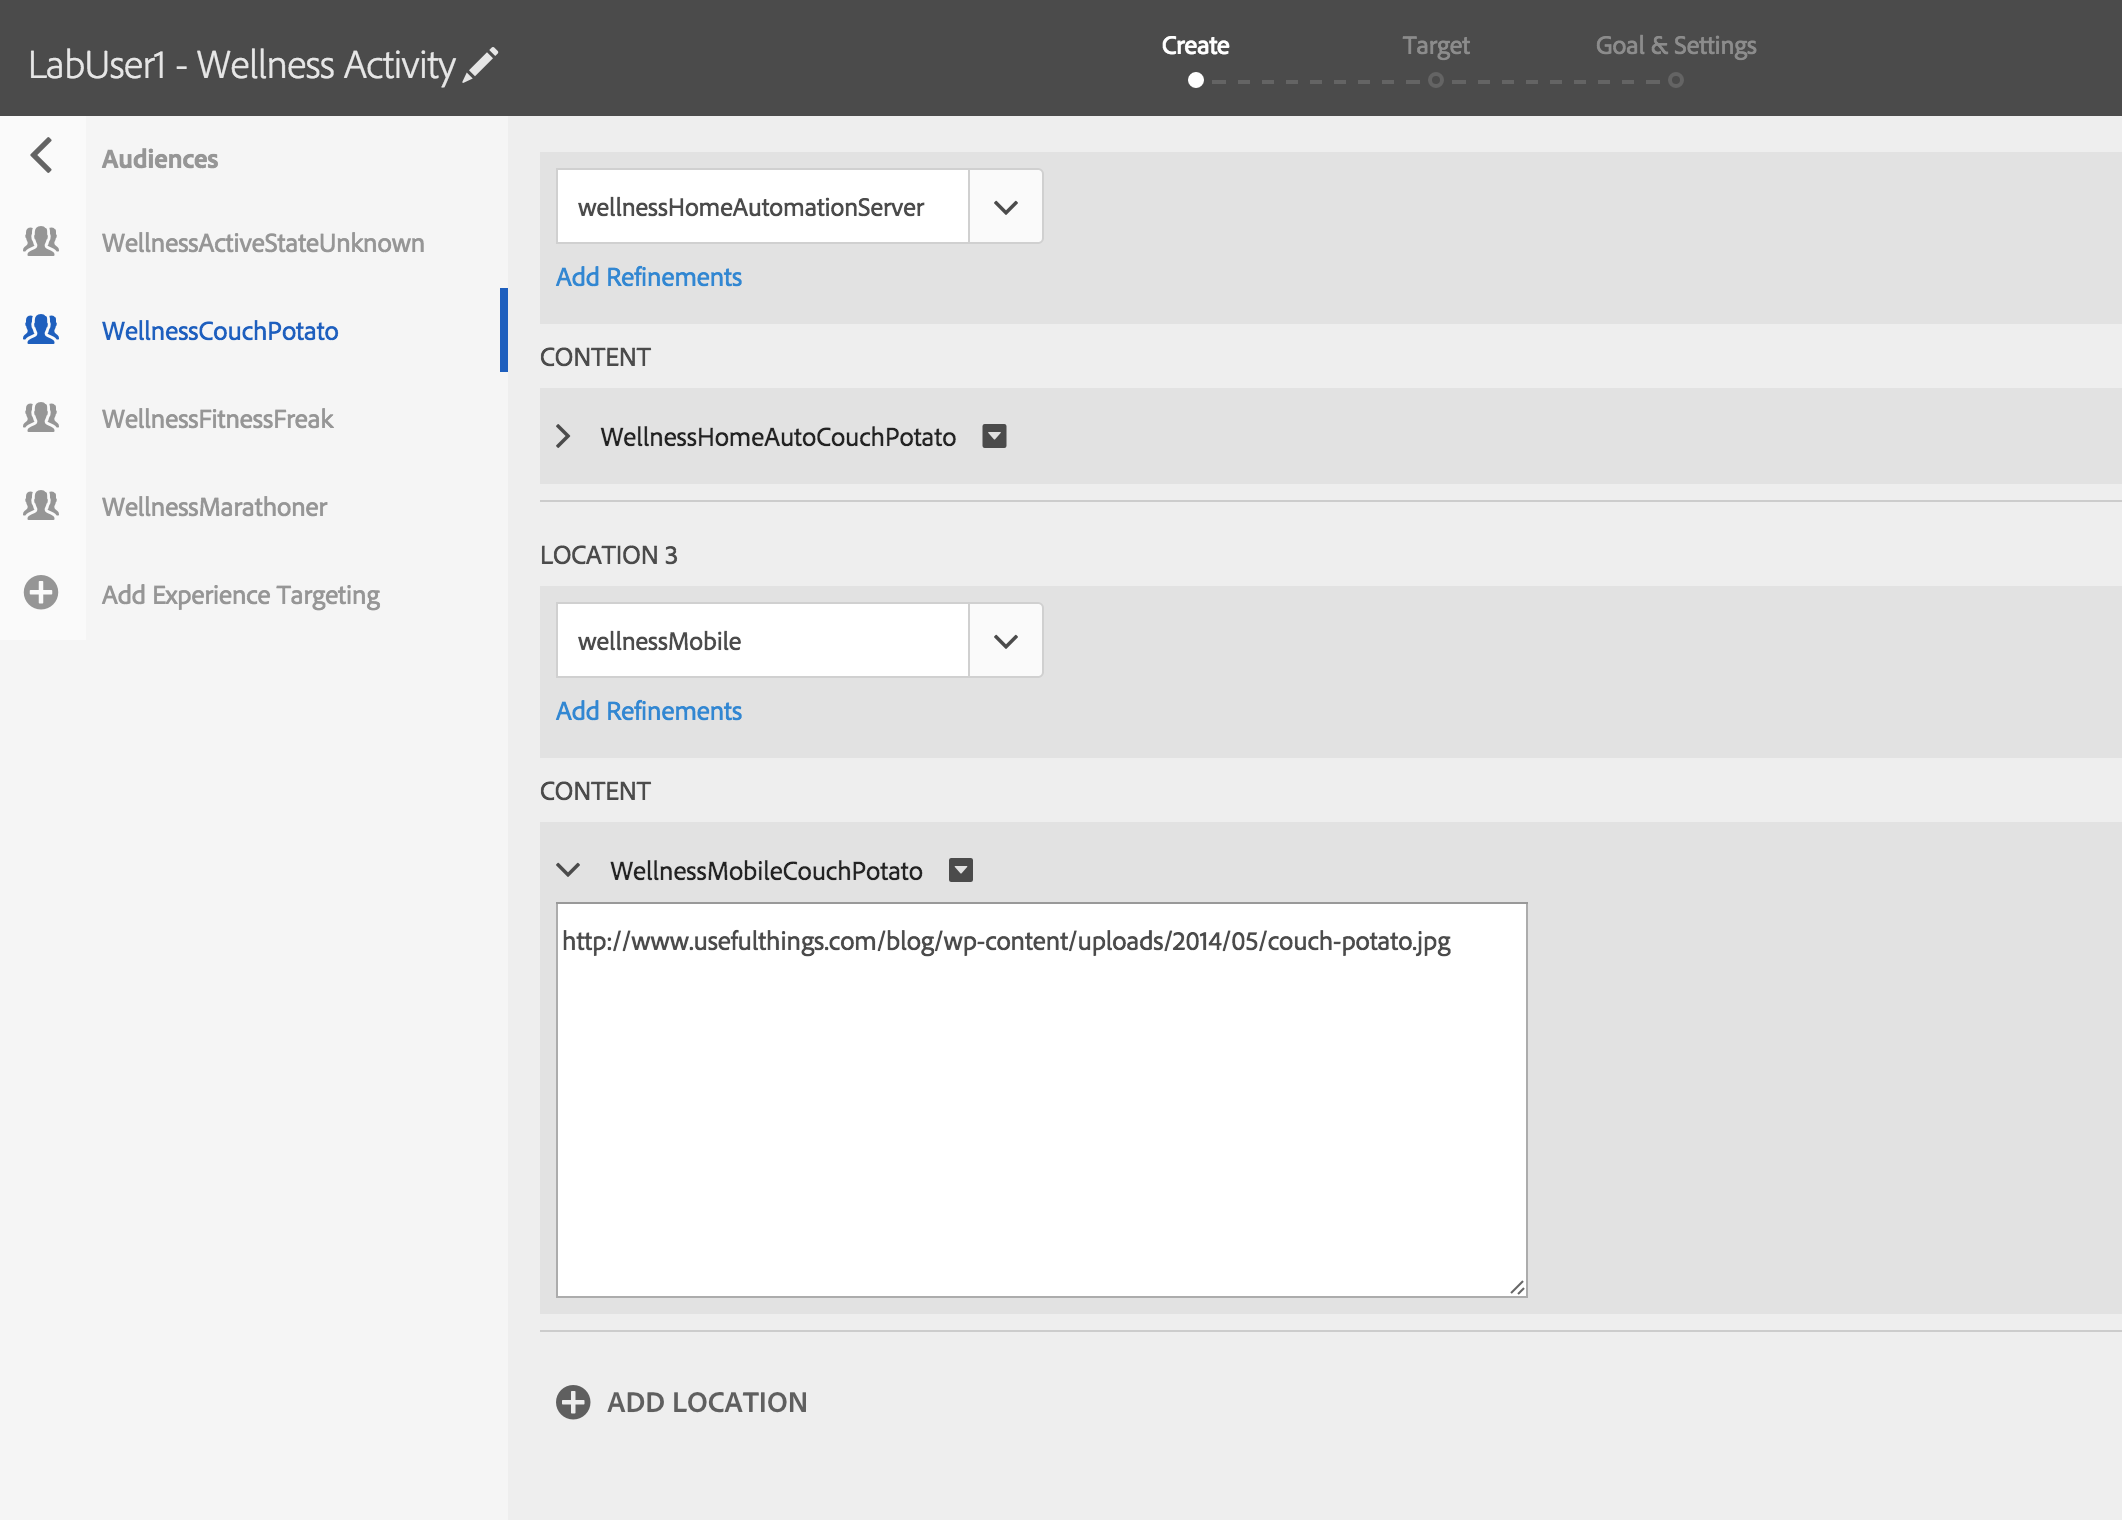 LabUser1 - Wellness Activity
Create
Target
Goal & Settings
Audiences
WellnessActiveStateUnknown
WellnessCouchPotato
WellnessFitnessFreak
WellnessMarathoner
Add Experience Targeting
wellnessHomeAutomationServer
Add Refinements
CONTENT
WellnessHomeAutoCouchPotato
LOCATION 3
wellnessMobile
Add Refinements
CONTENT
WellnessMobileCouchPotato
http://www.usefulthings.com/blog/wp-content/uploads/2014/05/couch-potato.jpg
ADD LOCATION